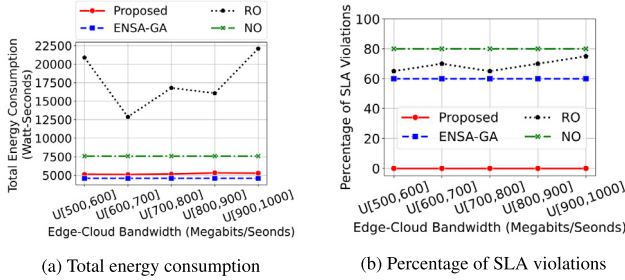 Proposed
ENSA-GA
RO
NO
Total Energy Consumption
(Watt-Seconds)
22500
20000
17500
15000
12500
10000
7500
5000
U[500,600]
U[600,700]
U[700,800]
U[800,900]
U[900,1000]
Edge-Cloud Bandwidth (Megabits/Seonds)
(a) Total energy consumption
Percentage of SLA Violations
100
80
60
40
20
0
Proposed
ENSA-GA
RO
NO
U[500,600]
U[600,700]
U[700,800]
U[800,900]
U[900,1000]
Edge-Cloud Bandwidth (Megabits/Seonds)
(b) Percentage of SLA violations